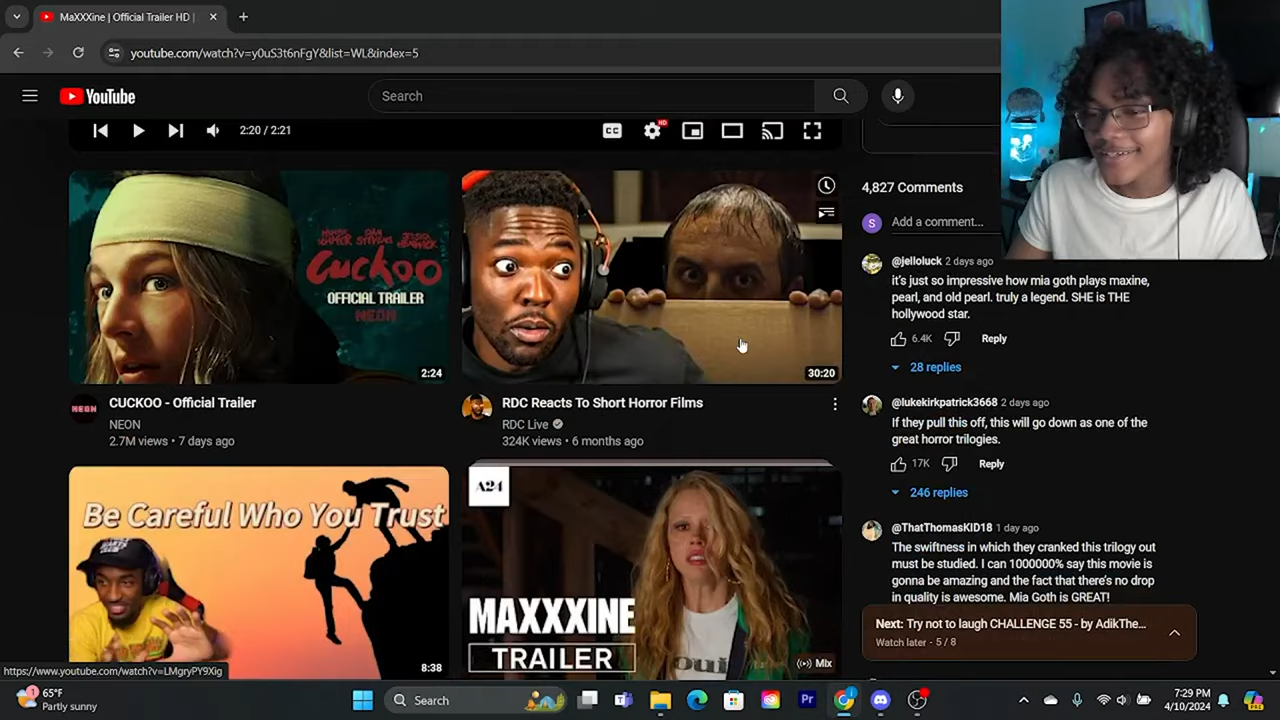 MaXXXine | Official Trailer HD |
youtube.com/watch?v=y0uS3t6nFgY&list=WL&index=5
YouTube
Search
2:20 / 2:21
CC
HD
CUCKOO
OFFICIAL TRAILER
NEON
2:24
30:20
NEON
CUCKOO - Official Trailer
NEON
2.7M views • 7 days ago
RDC Reacts To Short Horror Films
RDC Live
324K views • 6 months ago
Be Careful Who You Trust
8:38
A24
MAXXXINE
TRAILER
Mix
4,827 Comments
S
Add a comment...
@jelloluck 2 days ago
it's just so impressive how mia goth plays maxine,
pearl, and old pearl. truly a legend. SHE is THE
hollywood star.
6.4K Reply
28 replies
@lukekirkpatrick3668 2 days ago
If they pull this off, this will go down as one of the
great horror trilogies.
17K Reply
246 replies
@ThatThomasKID18 1 day ago
The swiftness in which they cranked this trilogy out
must be studied. I can 1000000% say this movie is
gonna be amazing and the fact that there's no drop
in quality is awesome. Mia Goth is GREAT!
Next: Try not to laugh CHALLENGE 55 - by AdikThe...
Watch later - 5 / 8
https://www.youtube.com/watch?v=LMgryPY9Xig
1
65°F
Partly sunny
Search
Pr
7:29 PM
4/10/2024